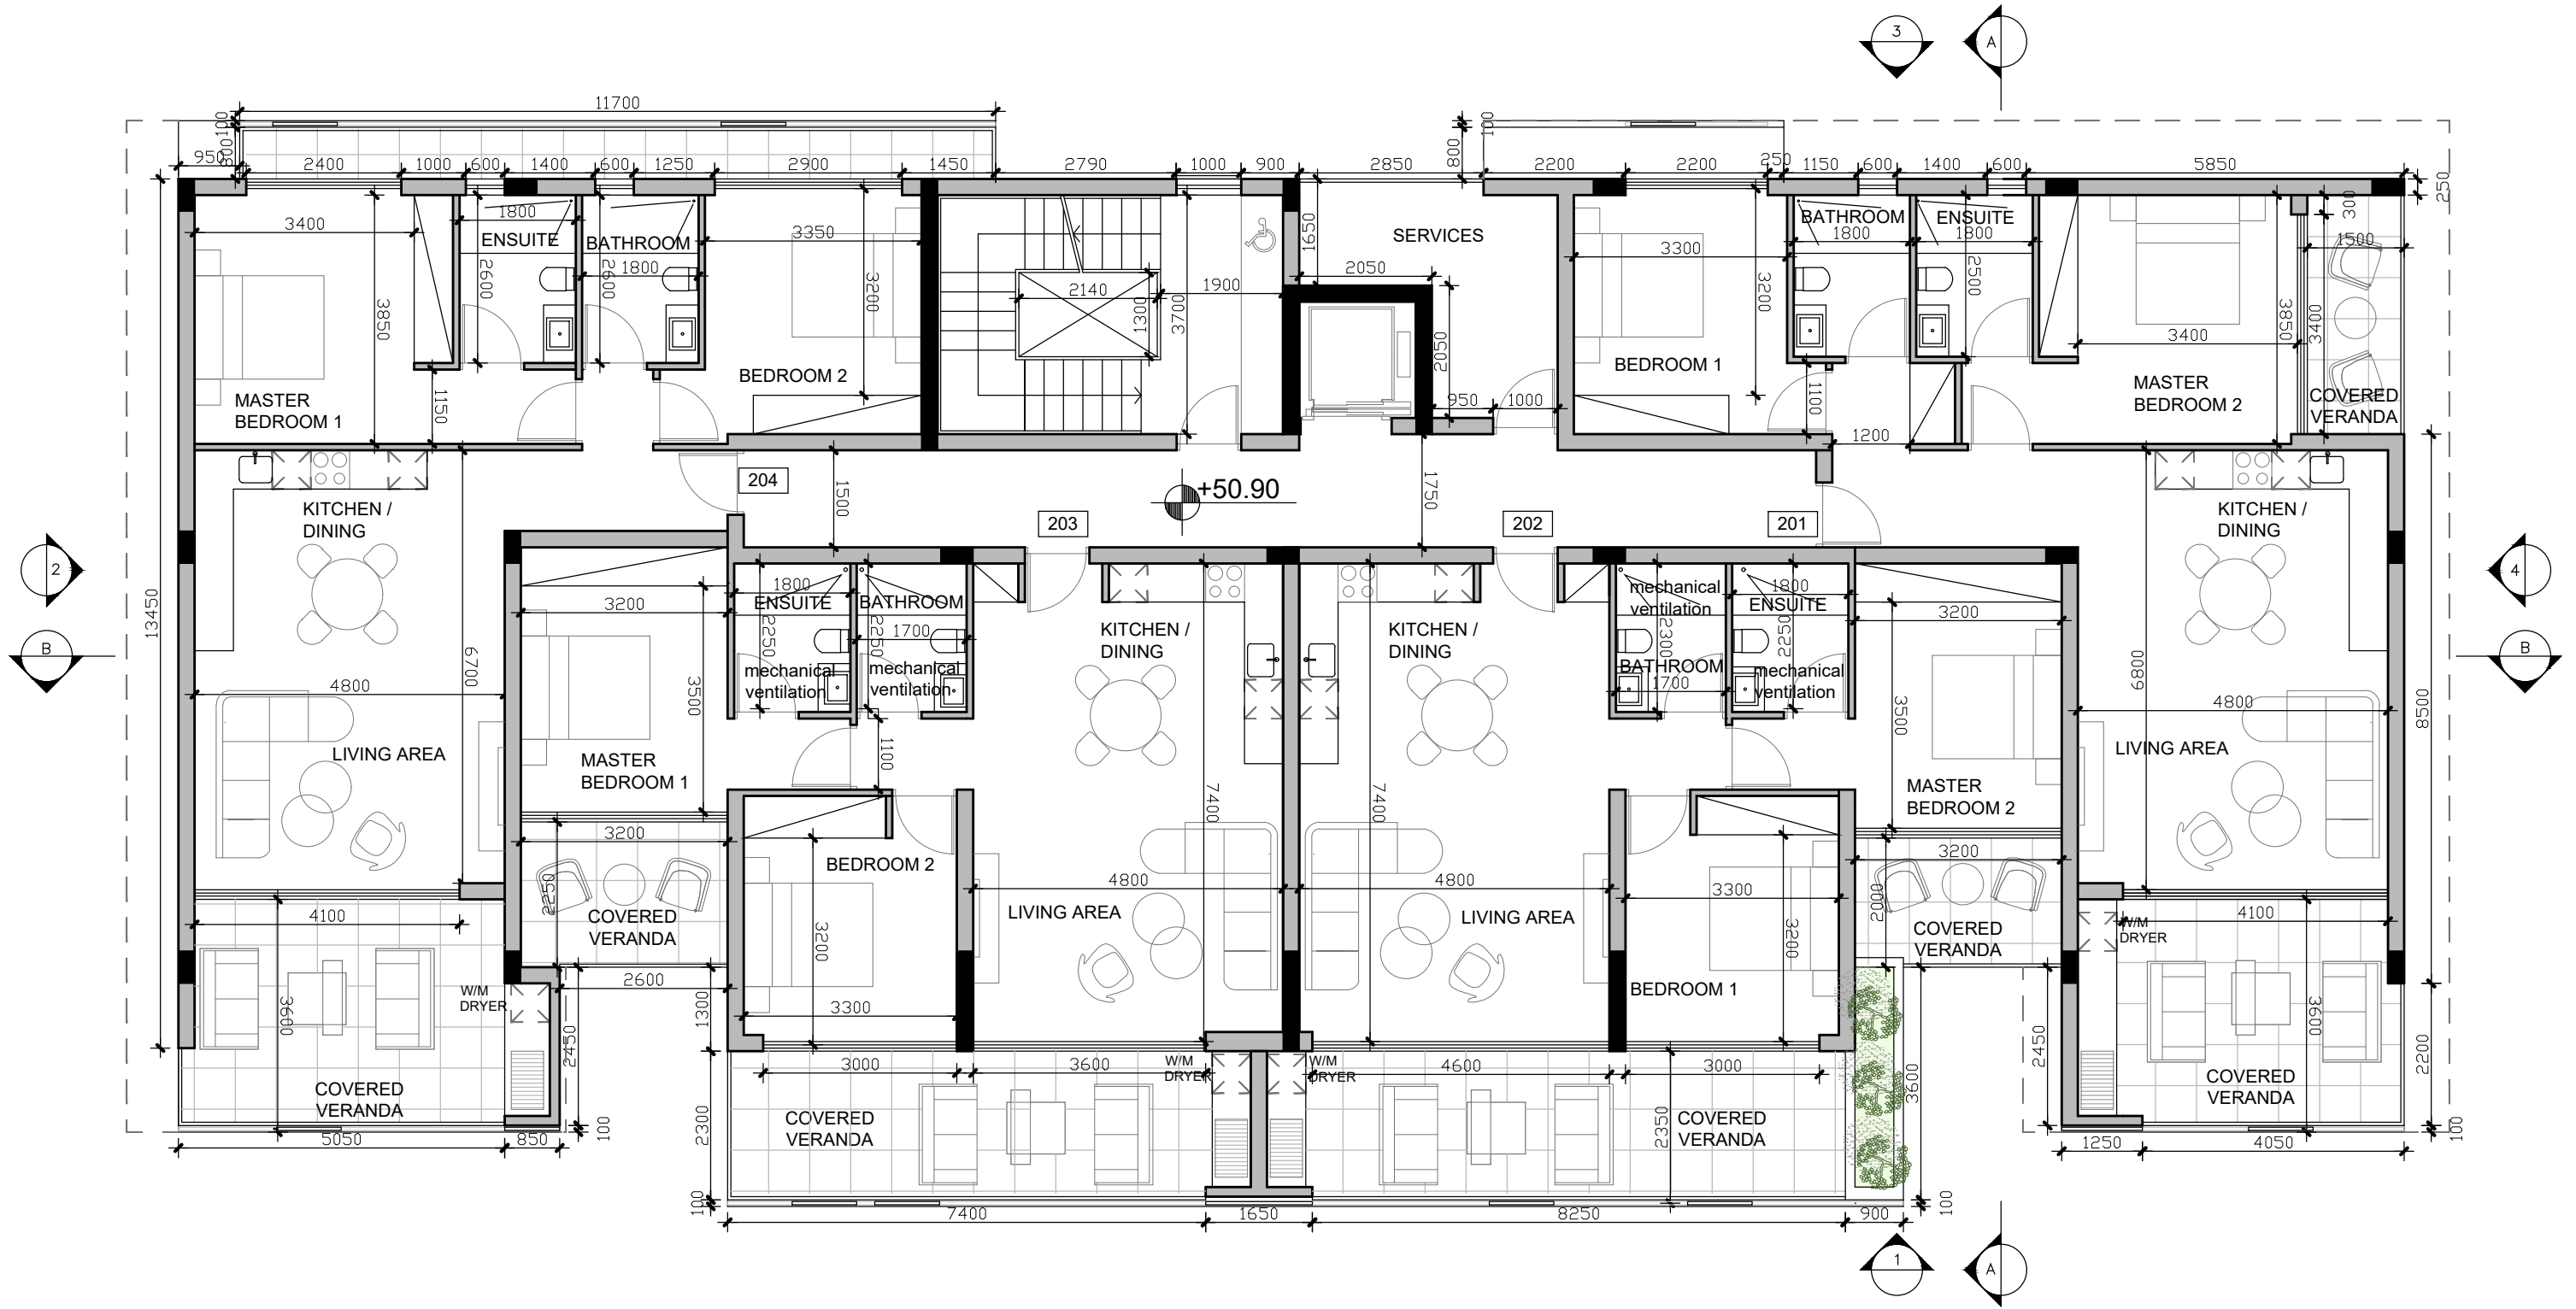 3
A
11700
100
800
950
2400
1000
600
1400
600
1250
2900
1450
2790
1000
900
2850
100
800
2200
2200
250
1150
600
1400
600
5850
250
3400
1800
ENSUITE
2600
BATHROOM
1800
2600
3350
3200
3850
MASTER
BEDROOM 1
1150
BEDROOM 2
2140
1300
1900
3700
1650
2050
SERVICES
2050
950
1000
3300
3200
BEDROOM 1
BATHROOM
1800
ENSUITE
1800
2500
1100
1200
3400
3850
MASTER
BEDROOM 2
300
1500
3400
COVERED
VERANDA
204
1500
203
+50.90
1750
202
201
KITCHEN /
DINING
KITCHEN /
DINING
2
B
13450
4800
6700
LIVING AREA
3200
3500
MASTER
BEDROOM 1
1800
ENSUITE
2250
mechanical
ventilation
BATHROOM
2250
1700
mechanical
ventilation
1100
KITCHEN /
DINING
7400
KITCHEN /
DINING
7400
mechanical
ventilation
2300
BATHROOM
1700
1800
ENSUITE
2250
mechanical
ventilation
3200
3500
MASTER
BEDROOM 2
6800
4800
LIVING AREA
4
B
8500
3200
2250
COVERED
VERANDA
BEDROOM 2
3200
3300
4800
LIVING AREA
4800
LIVING AREA
3300
3200
BEDROOM 1
3200
2000
COVERED
VERANDA
4100
3600
W/M
DRYER
COVERED
VERANDA
2600
1300
2450
100
5050
850
W/M
DRYER
4100
3600
COVERED
VERANDA
2450
2200
100
1250
4050
3000
3600
W/M
DRYER
W/M
DRYER
4600
3000
COVERED
VERANDA
2350
COVERED
VERANDA
2300
100
3600
100
7400
1650
8250
900
1
A